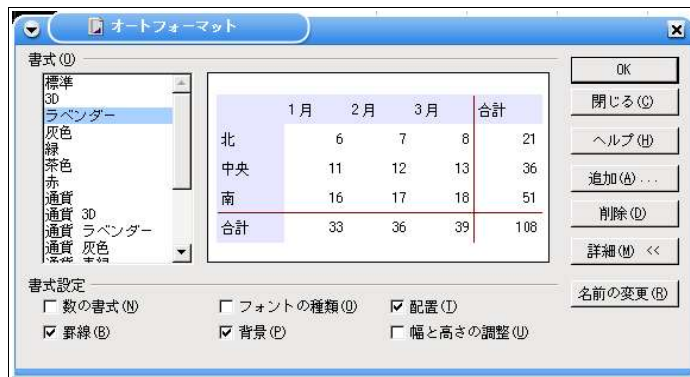 オートフォーマット
書式(O)
標準
3D
ラベンダー
灰色
緑
茶色
赤
通貨
通貨 3D
通貨 ラベンダー
通貨 灰色
1月 2月 3月 合計
北 6 7 8 21
中央 11 12 13 36
南 16 17 18 51
合計 33 36 39 108
OK
閉じる(C)
ヘルプ(H)
追加(A)...
削除(D)
詳細(M) <<
名前の変更(R)
書式設定
数の書式(N)
フォントの種類(O)
配置(T)
罫線(B)
背景(P)
幅と高さの調整(U)